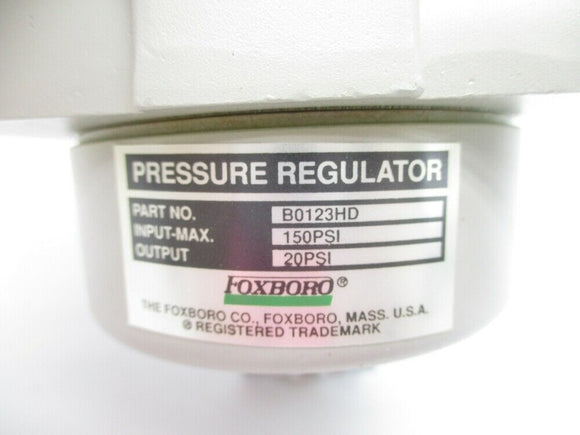 PRESSURE REGULATOR
PART NO. B0123HD
INPUT-MAX. 150PSI
OUTPUT 20PSI
FOXBORO®
THE FOXBORO CO., FOXBORO, MASS. U.S.A.
® REGISTERED TRADEMARK